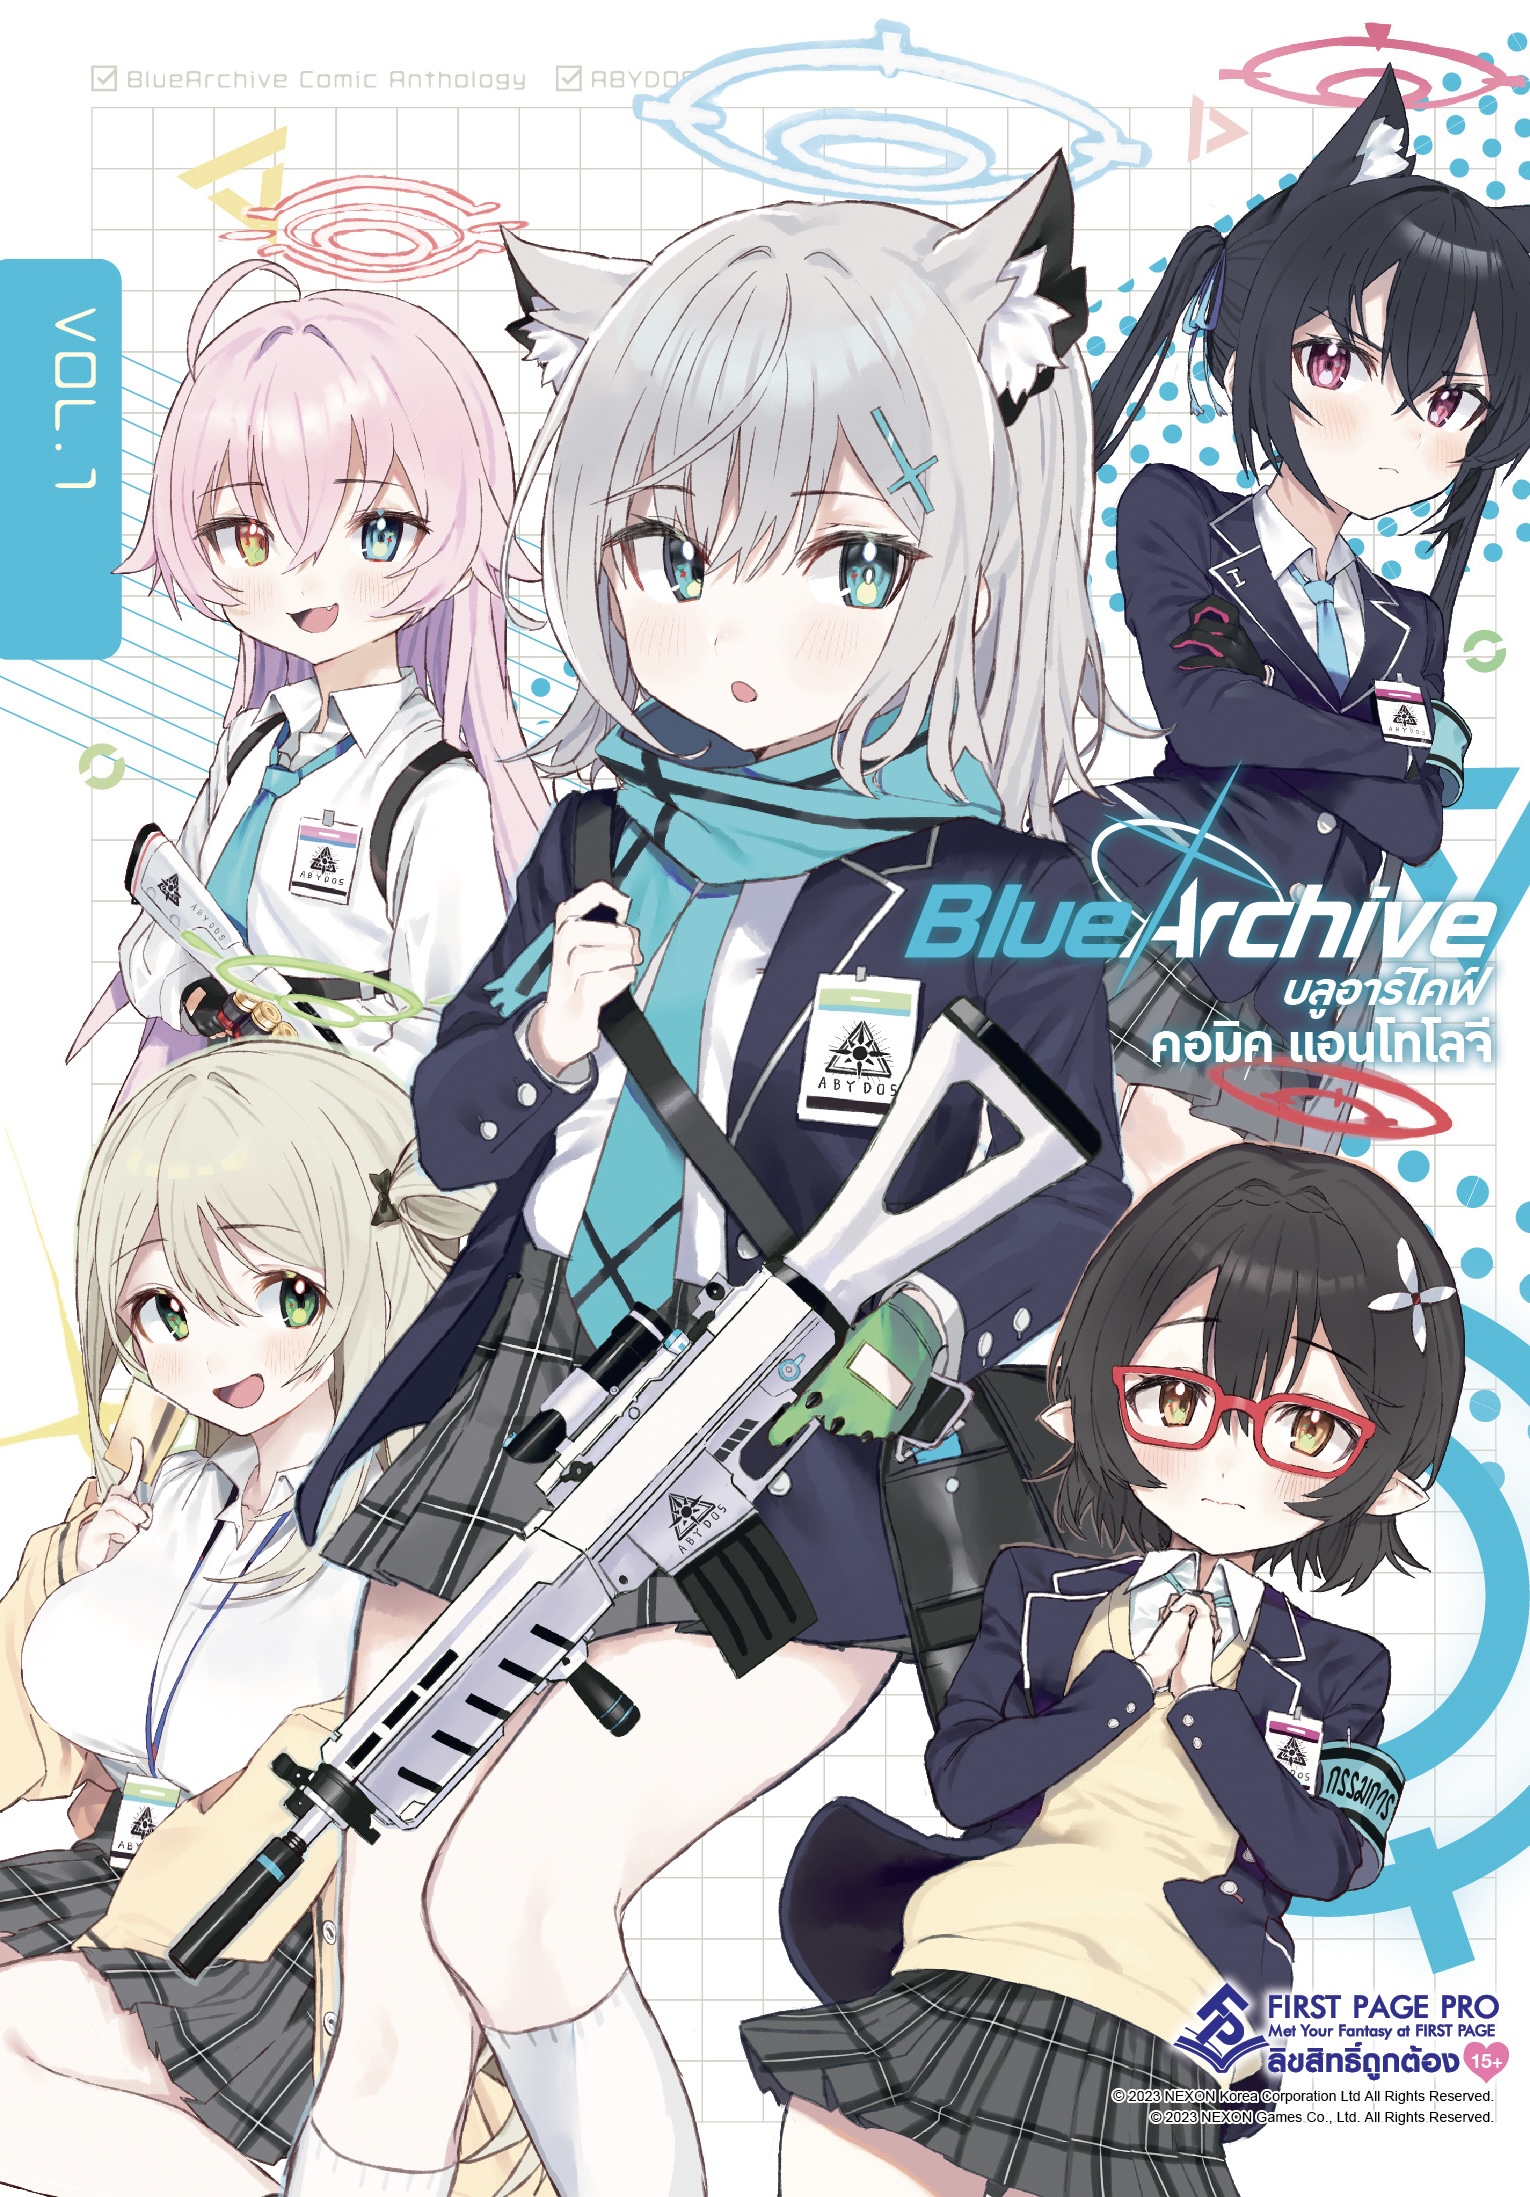 BlueArchive Comic Anthology
ABYDOS
VOL.1
ABYDOS
ABYDOS
ABYDOS
BlueArchive
บลูอาร์ไคฟ์
คอมิค แอนโทโลจี
ABYDOS
กรรมการ
FIRST PAGE PRO
Met Your Fantasy at FIRST PAGE
ลิขสิทธิ์ถูกต้อง 15+
© 2023 NEXON Korea Corporation Ltd All Rights Reserved.
© 2023 NEXON Games Co., Ltd. All Rights Reserved.